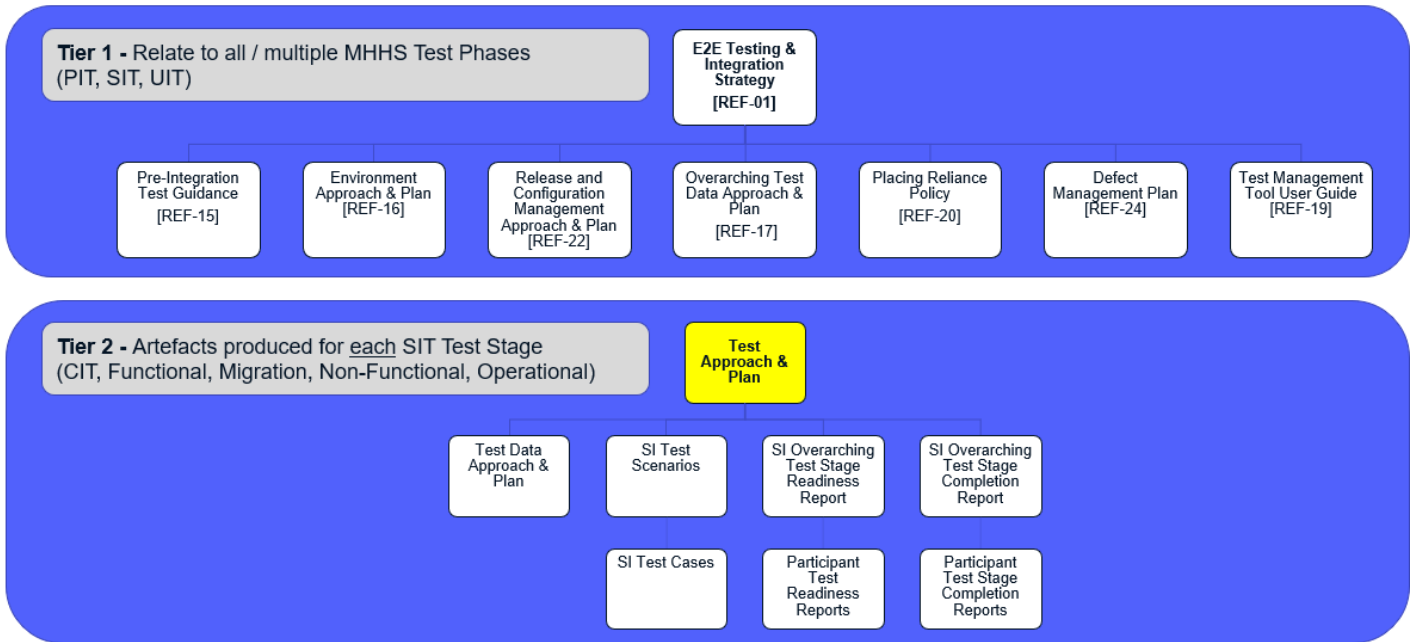 Tier 1 - Relate to all / multiple MHHS Test Phases
(PIT, SIT, UIT)
E2E Testing &
Integration
Strategy
[REF-01]
Pre-Integration
Test Guidance
[REF-15]
Environment
Approach & Plan
[REF-16]
Release and
Configuration
Management
Approach & Plan
[REF-22]
Overarching Test
Data Approach &
Plan
[REF-17]
Placing Reliance
Policy
[REF-20]
Defect
Management Plan
[REF-24]
Test Management
Tool User Guide
[REF-19]
Tier 2 - Artefacts produced for each SIT Test Stage
(CIT, Functional, Migration, Non-Functional, Operational)
Test
Approach &
Plan
Test Data
Approach &
Plan
SI Test
Scenarios
SI Overarching
Test Stage
Readiness
Report
SI Overarching
Test Stage
Completion
Report
SI Test Cases
Participant
Test
Readiness
Reports
Participant
Test Stage
Completion
Reports